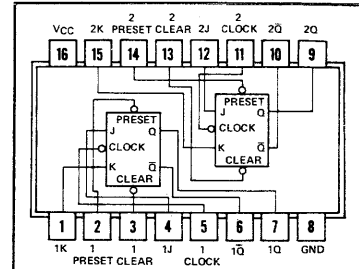 2 2 2
VCC 2K PRESET CLEAR 2J CLOCK 2Q̅ 2Q
16 15 14 13 12 11 10 9
PRESET
J Q
CLOCK
K Q̅
CLEAR
PRESET
J Q
CLOCK
K Q̅
CLEAR
1 2 3 4 5 6 7 8
1K 1 1 1J 1 1Q̅ 1Q GND
PRESET CLEAR CLOCK